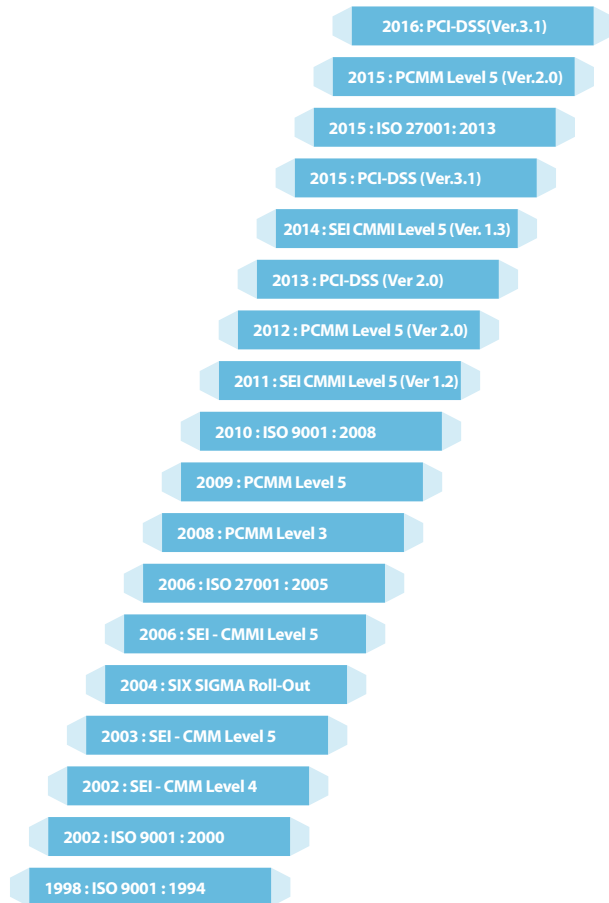 2016: PCI-DSS(Ver.3.1)
2015 : PCMM Level 5 (Ver.2.0)
2015 : ISO 27001: 2013
2015 : PCI-DSS (Ver.3.1)
2014 : SEI CMMI Level 5 (Ver. 1.3)
2013 : PCI-DSS (Ver 2.0)
2012 : PCMM Level 5 (Ver 2.0)
2011 : SEI CMMI Level 5 (Ver 1.2)
2010 : ISO 9001 : 2008
2009 : PCMM Level 5
2008 : PCMM Level 3
2006 : ISO 27001 : 2005
2006 : SEI - CMMI Level 5
2004 : SIX SIGMA Roll-Out
2003 : SEI - CMM Level 5
2002 : SEI - CMM Level 4
2002 : ISO 9001 : 2000
1998 : ISO 9001 : 1994